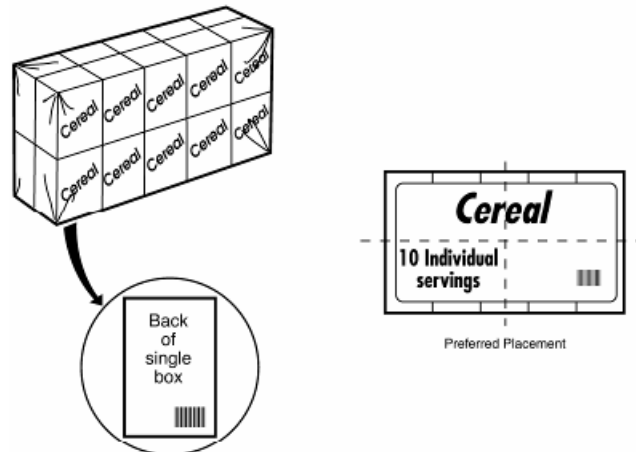 Cereal Cereal Cereal Cereal Cereal
Cereal Cereal Cereal Cereal Cereal
Back
of
single
box
Cereal
10 Individual
servings
Preferred Placement